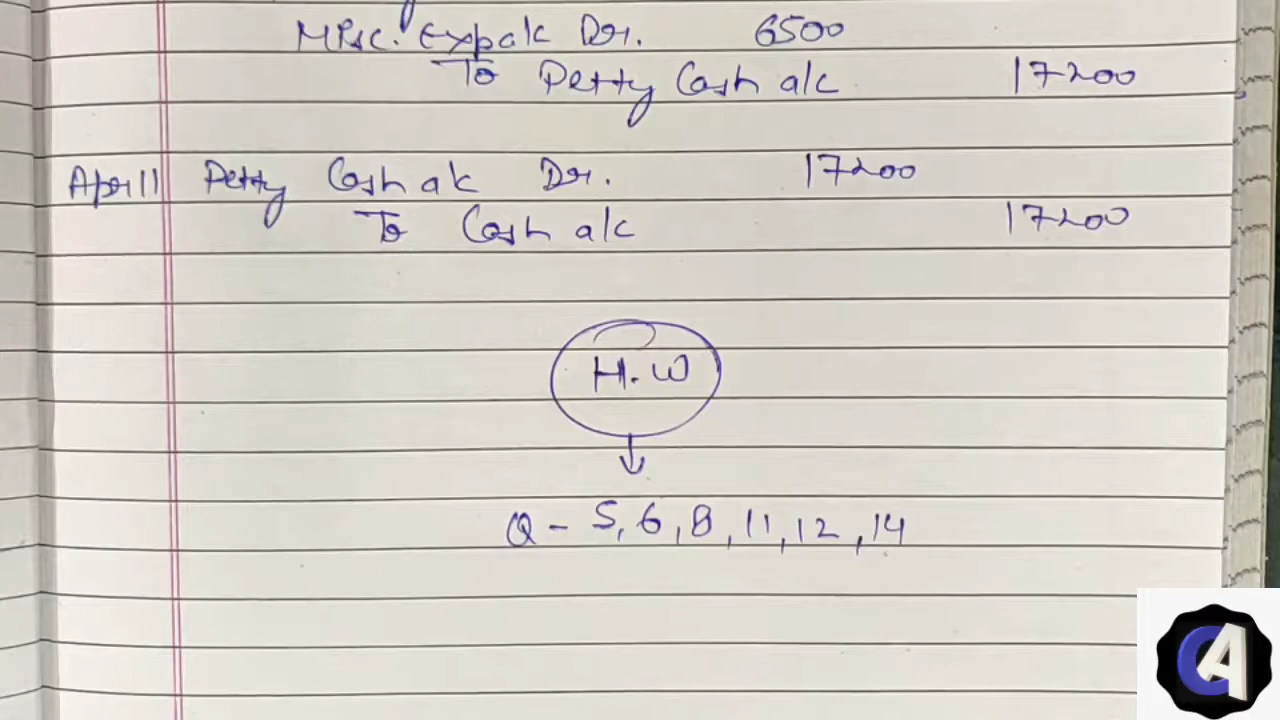 Misc. Exp a/c Dr. 6500
To Petty Cash a/c 17200
April 1 Petty Cash a/c Dr. 17200
To Cash a/c 17200
H.W
Q - 5, 6, 8, 11, 12, 14
CA